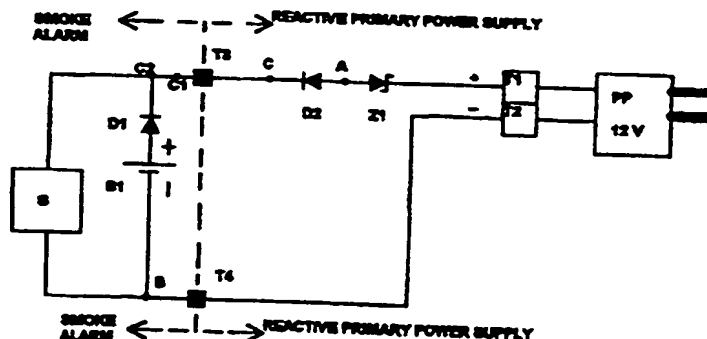 SMOKE ALARM
REACTIVE PRIMARY POWER SUPPLY
T3
C2
C1
C
A
D2
Z1
+
-
T1
T2
PP
12 V
D1
+
B1
-
S
B
T4
SMOKE ALARM
REACTIVE PRIMARY POWER SUPPLY